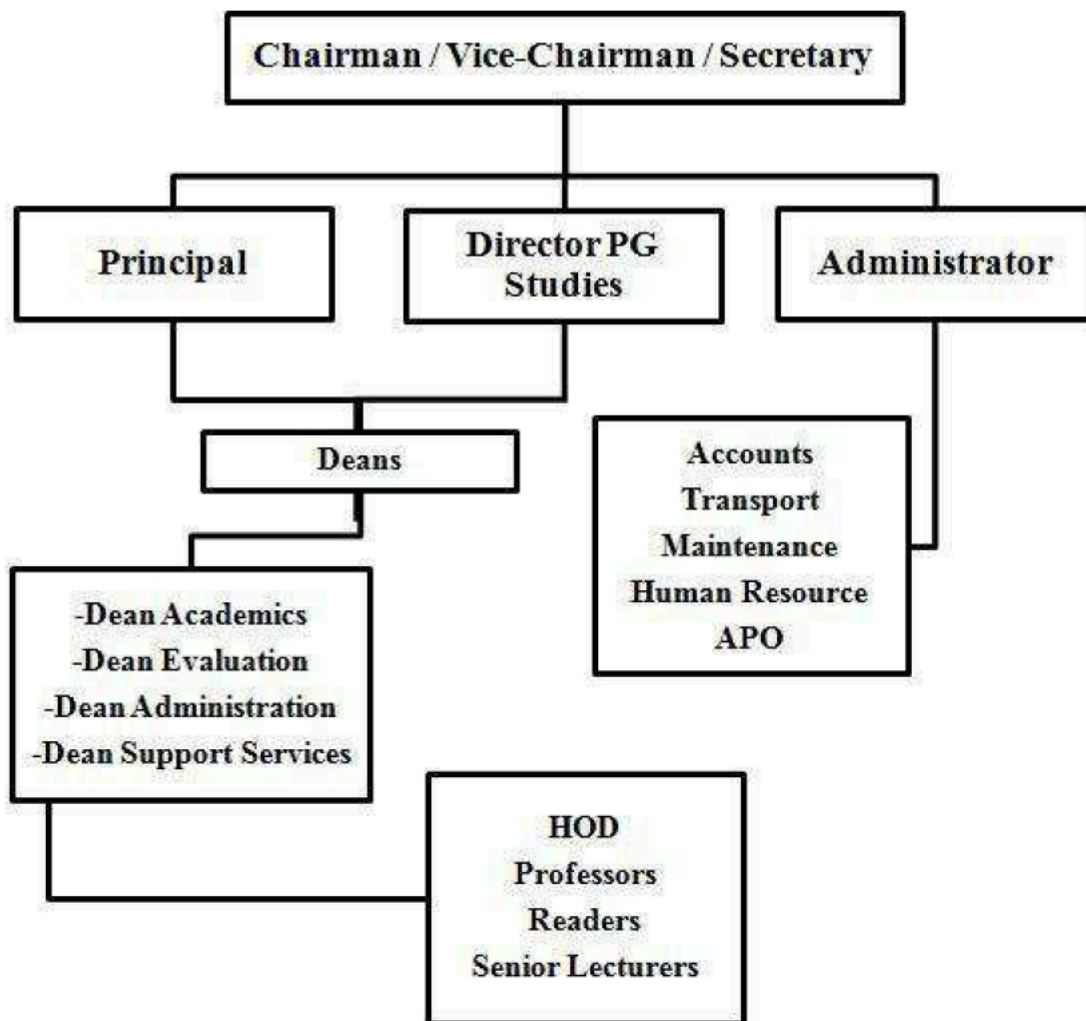 Chairman / Vice-Chairman / Secretary
Principal
Director PG
Studies
Administrator
Deans
Accounts
Transport
Maintenance
Human Resource
APO
-Dean Academics
-Dean Evaluation
-Dean Administration
-Dean Support Services
HOD
Professors
Readers
Senior Lecturers